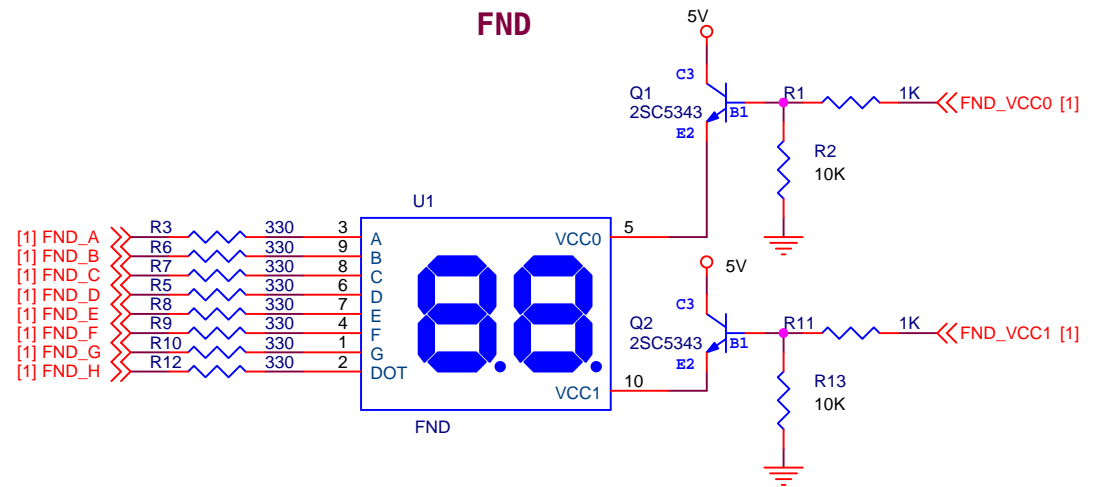 FND
5V
C3
Q1
2SC5343
B1
E2
R1 1K FND_VCC0 [1]
R2
10K
U1
[1] FND_A R3 330 3 A
[1] FND_B R6 330 9 B
[1] FND_C R7 330 8 C
[1] FND_D R5 330 6 D
[1] FND_E R8 330 7 E
[1] FND_F R9 330 4 F
[1] FND_G R10 330 1 G
[1] FND_H R12 330 2 DOT
VCC0 5
88
VCC1 10
FND
5V
C3
Q2
2SC5343
B1
E2
R11 1K FND_VCC1 [1]
R13
10K